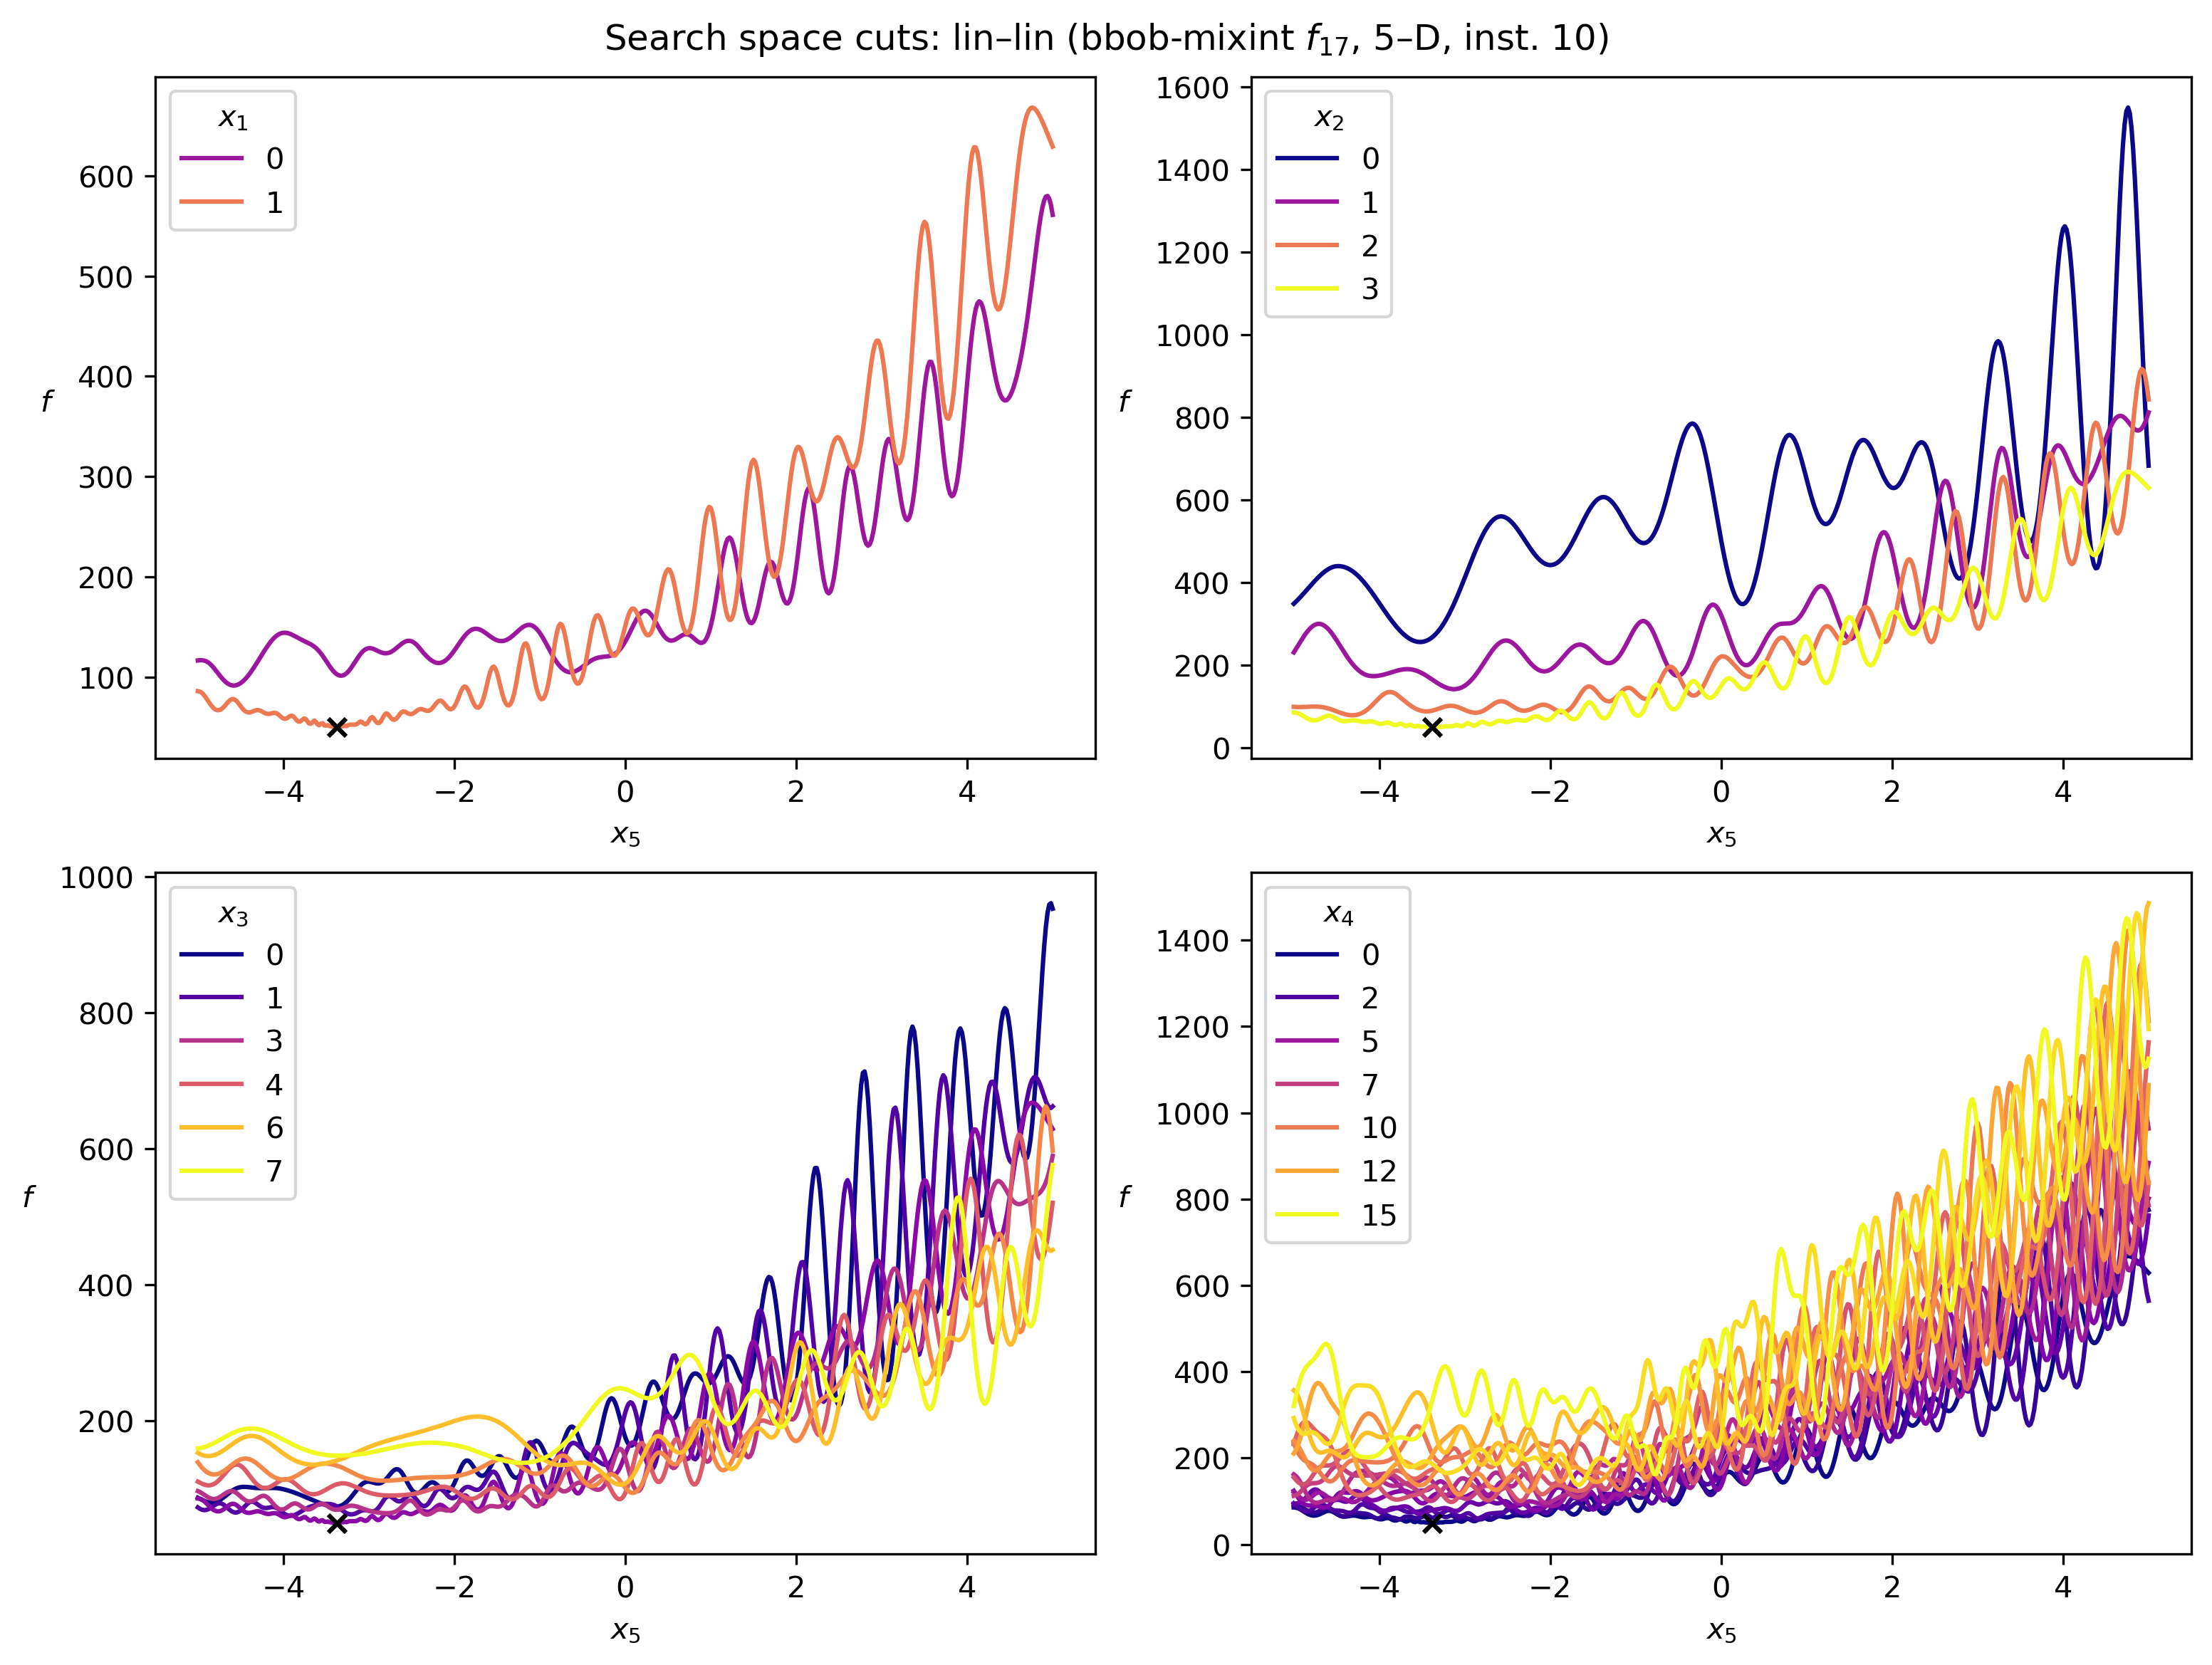 Search space cuts: lin–lin (bbob-mixint f17, 5–D, inst. 10)
x1
0
1
600
500
400
300
200
100
f
−4 −2 0 2 4
x5
x2
0
1
2
3
1600
1400
1200
1000
800
600
400
200
0
f
−4 −2 0 2 4
x5
x3
0
1
3
4
6
7
1000
800
600
400
200
f
−4 −2 0 2 4
x5
x4
0
2
5
7
10
12
15
1400
1200
1000
800
600
400
200
0
f
−4 −2 0 2 4
x5